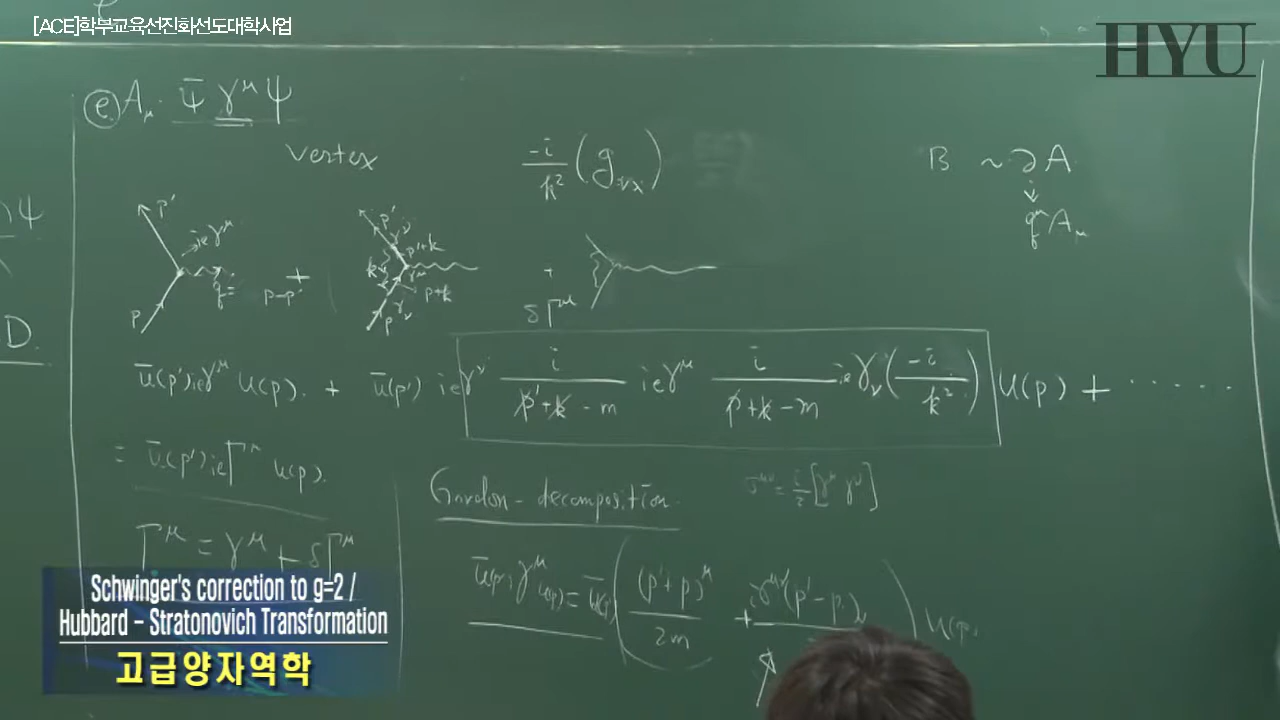 [ACE]학부교육선진화선도대학사업
HYU
ⓔA_μ · ψ̄ γ^μ ψ
Vertex
-i/k² (g_νλ)
B ~ ∂A
q^μ A_μ
p' ieγ^μ p q = p-p' +
p' γ^ν p'+k k γ^μ p+k γ_ν p
+
δΓ^μ
ψ
D.
ū(p')ieγ^μ u(p) + ū(p') ieγ^ν i/(p̸'+k̸-m) ieγ^μ i/(p̸+k̸-m) ieγ_ν (-i/k²) u(p) + ······
= ū(p')ieΓ^μ u(p).
Gordon-decomposition.
σ^μν = i/2 [γ^μ γ^ν]
Γ^μ = γ^μ + δΓ^μ
ū(p')γ^μ u(p) = ū(p') ( (p'+p)^μ / 2m + iσ^μν(p'-p)_ν ) u(p)
Schwinger's correction to g=2 /
Hubbard - Stratonovich Transformation
고급양자역학